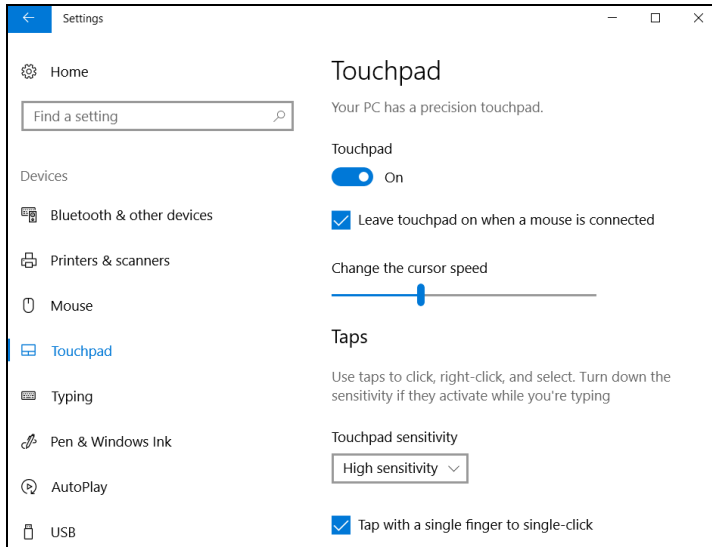 Settings
Home
Find a setting
Devices
Bluetooth & other devices
Printers & scanners
Mouse
Touchpad
Typing
Pen & Windows Ink
AutoPlay
USB
Touchpad
Your PC has a precision touchpad.
Touchpad
On
Leave touchpad on when a mouse is connected
Change the cursor speed
Taps
Use taps to click, right-click, and select. Turn down the
sensitivity if they activate while you're typing
Touchpad sensitivity
High sensitivity
Tap with a single finger to single-click